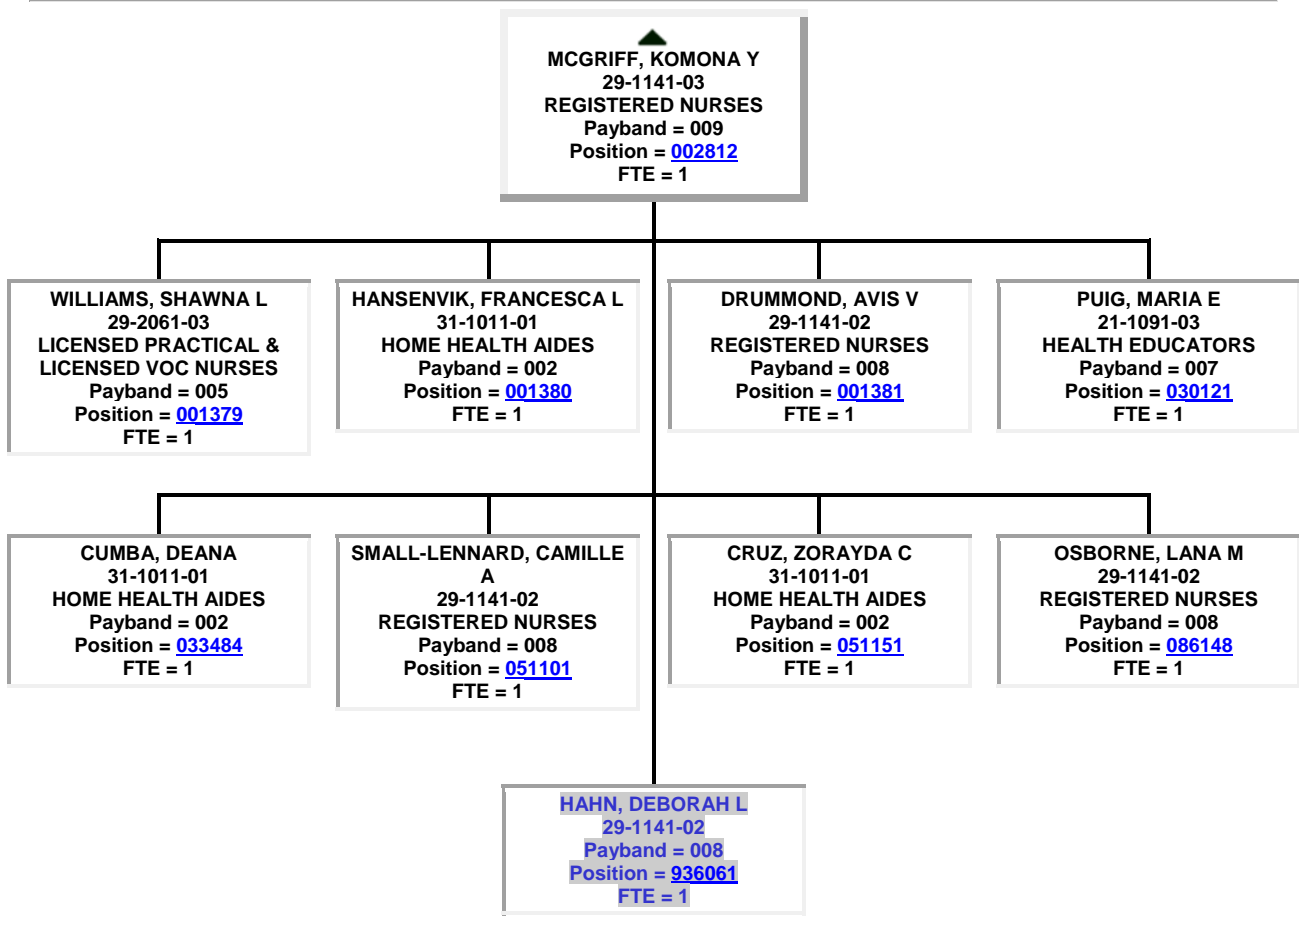 MCGRIFF, KOMONA Y
29-1141-03
REGISTERED NURSES
Payband = 009
Position = 002812
FTE = 1
WILLIAMS, SHAWNA L
29-2061-03
LICENSED PRACTICAL &
LICENSED VOC NURSES
Payband = 005
Position = 001379
FTE = 1
HANSENVIK, FRANCESCA L
31-1011-01
HOME HEALTH AIDES
Payband = 002
Position = 001380
FTE = 1
DRUMMOND, AVIS V
29-1141-02
REGISTERED NURSES
Payband = 008
Position = 001381
FTE = 1
PUIG, MARIA E
21-1091-03
HEALTH EDUCATORS
Payband = 007
Position = 030121
FTE = 1
CUMBA, DEANA
31-1011-01
HOME HEALTH AIDES
Payband = 002
Position = 033484
FTE = 1
SMALL-LENNARD, CAMILLE
A
29-1141-02
REGISTERED NURSES
Payband = 008
Position = 051101
FTE = 1
CRUZ, ZORAYDA C
31-1011-01
HOME HEALTH AIDES
Payband = 002
Position = 051151
FTE = 1
OSBORNE, LANA M
29-1141-02
REGISTERED NURSES
Payband = 008
Position = 086148
FTE = 1
HAHN, DEBORAH L
29-1141-02
Payband = 008
Position = 936061
FTE = 1